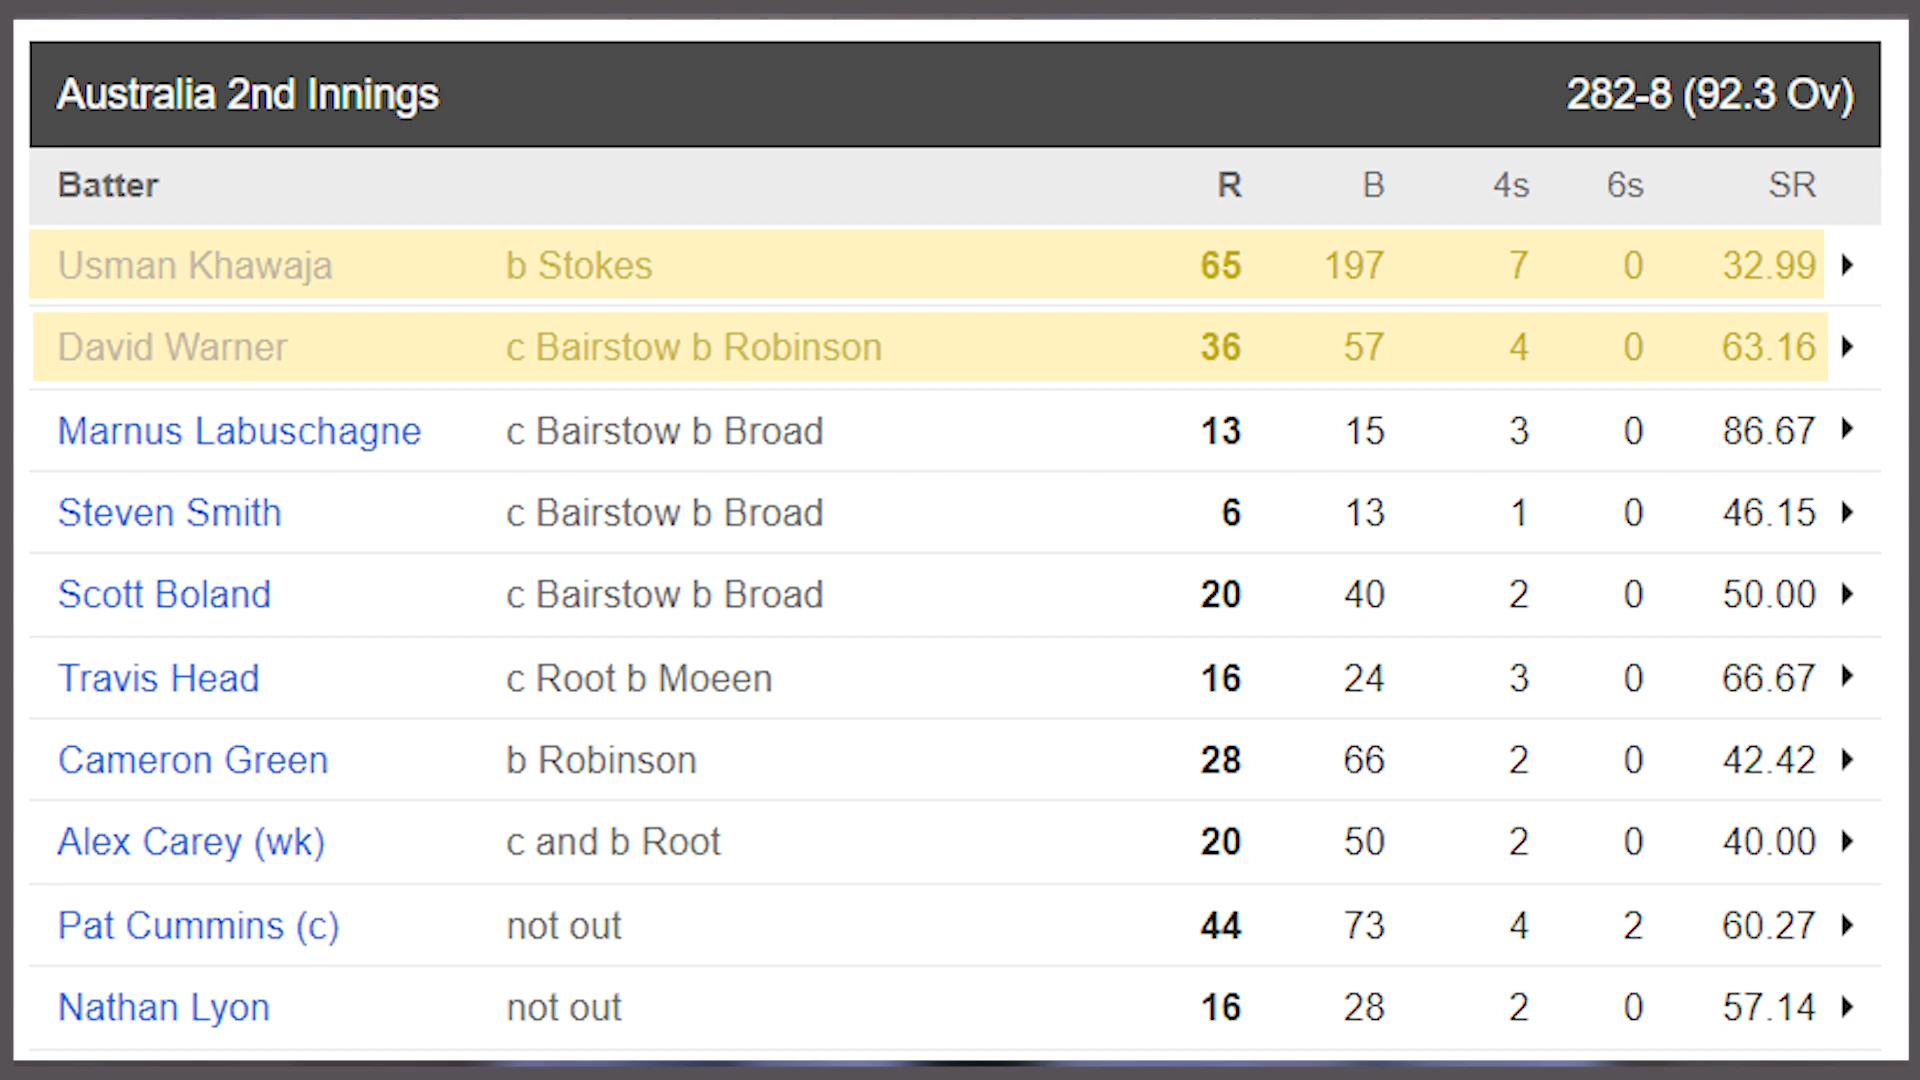 Australia 2nd Innings 282-8 (92.3 Ov)
Batter R B 4s 6s SR
Usman Khawaja b Stokes 65 197 7 0 32.99
David Warner c Bairstow b Robinson 36 57 4 0 63.16
Marnus Labuschagne c Bairstow b Broad 13 15 3 0 86.67
Steven Smith c Bairstow b Broad 6 13 1 0 46.15
Scott Boland c Bairstow b Broad 20 40 2 0 50.00
Travis Head c Root b Moeen 16 24 3 0 66.67
Cameron Green b Robinson 28 66 2 0 42.42
Alex Carey (wk) c and b Root 20 50 2 0 40.00
Pat Cummins (c) not out 44 73 4 2 60.27
Nathan Lyon not out 16 28 2 0 57.14